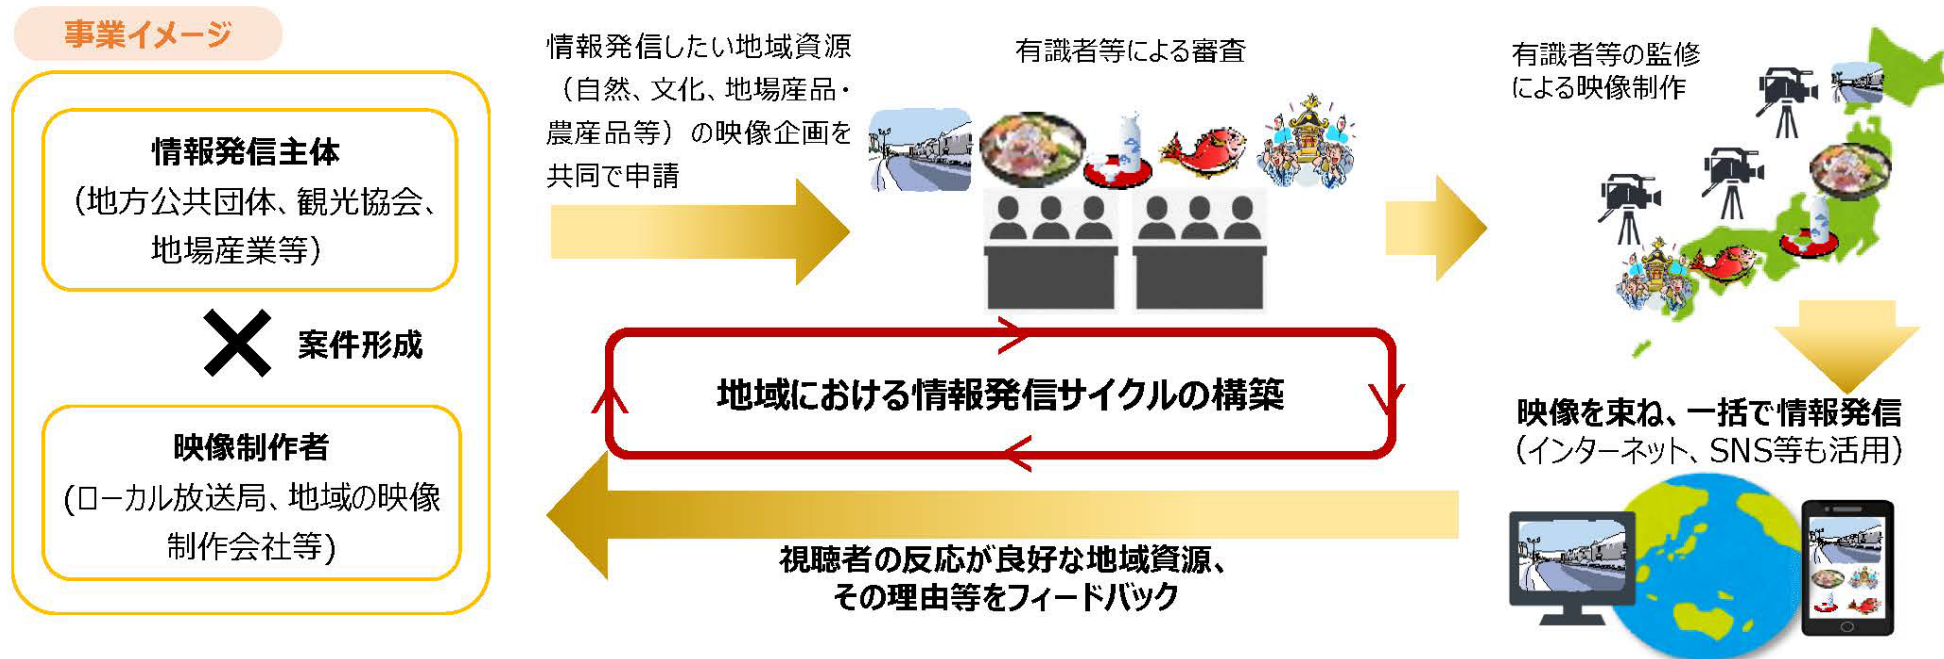 事業イメージ
情報発信主体
（地方公共団体、観光協会、
地場産業等）
案件形成
映像制作者
(ローカル放送局、地域の映像
制作会社等)
情報発信したい地域資源
（自然、文化、地場産品・
農産品等）の映像企画を
共同で申請
有識者等による審査
有識者等の監修
による映像制作
地域における情報発信サイクルの構築
映像を束ね、一括で情報発信
（インターネット、SNS等も活用）
視聴者の反応が良好な地域資源、
その理由等をフィードバック